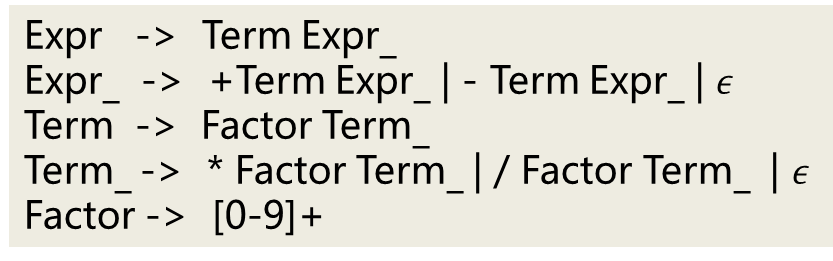 Expr -> Term Expr_
Expr_ -> +Term Expr_ | - Term Expr_ | ϵ
Term -> Factor Term_
Term_ -> * Factor Term_ | / Factor Term_ | ϵ
Factor -> [0-9]+